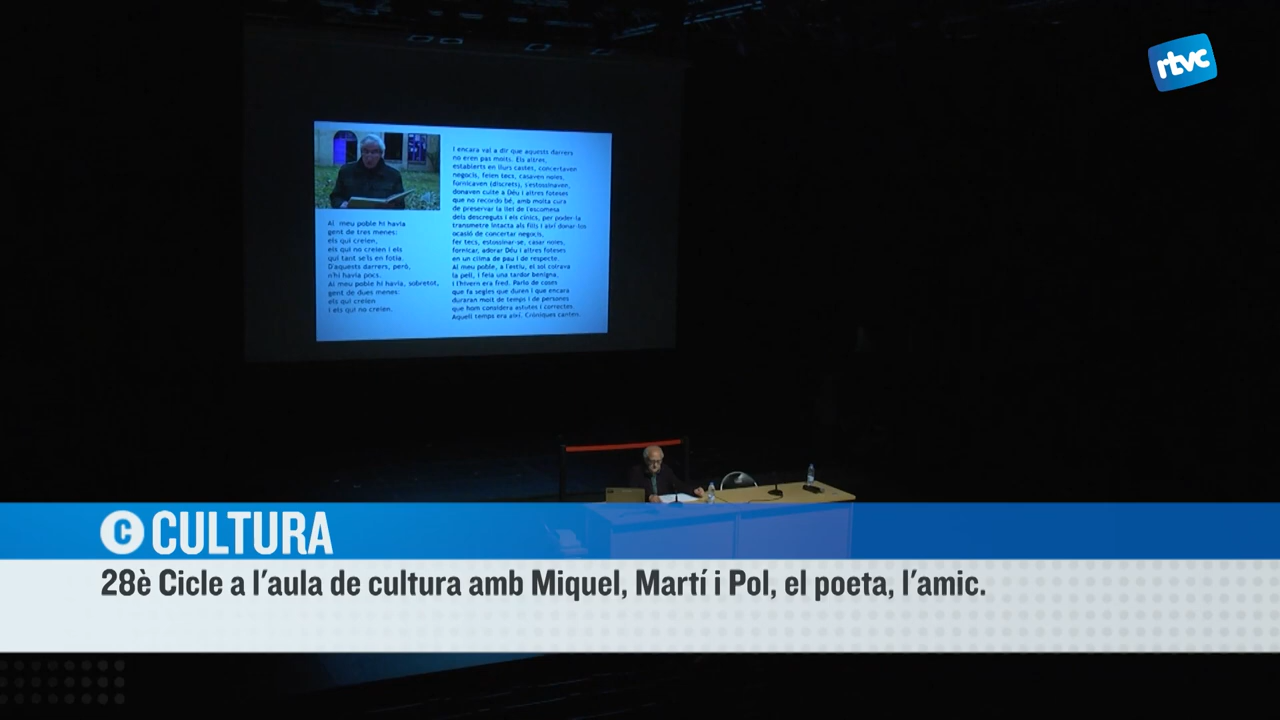 rtvc
Al meu poble hi havia
gent de tres menes:
els qui creien,
els qui no creien i els
qui tant se'ls en fotia.
D'aquests darrers, però,
n'hi havia pocs.
Al meu poble hi havia, sobretot,
gent de dues menes:
els qui creien
i els qui no creien.
I encara val a dir que aquests darrers
no eren pas molts. Els altres,
establerts en llurs castes, concertaven
negocis, feien tecs, casaven noies,
fornicaven (discrets), s'estossinaven,
donaven culte a Déu i altres foteses
que no recordo bé, amb molta cura
de preservar la llet de l'escomesa
dels descreguts i els cínics, per poder-la
transmetre intacta als fills i així donar-los
ocasió de concertar negocis,
fer tecs, estossinar-se, casar noies,
fornicar, adorar Déu i altres foteses
en un clima de pau i de respecte.
Al meu poble, a l'estiu, el sol colrava
la pell, i feia una tardor benigna,
i l'hivern era fred. Parlo de coses
que fa segles que duren i que encara
duraran molt de temps i de persones
que hom considera astutes i correctes.
Aquell temps era així. Cròniques canten.
C CULTURA
28è Cicle a l'aula de cultura amb Miquel, Martí i Pol, el poeta, l'amic.